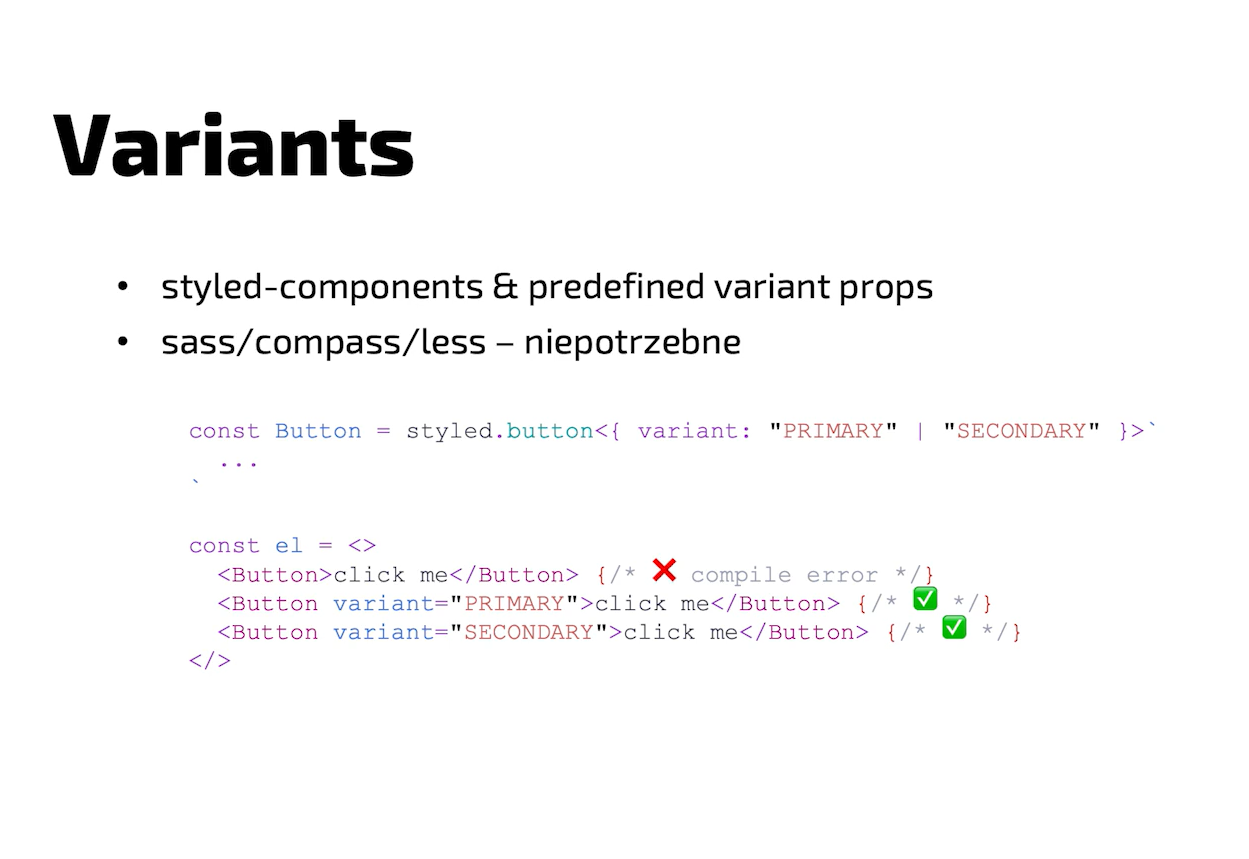 Variants
• styled-components & predefined variant props
• sass/compass/less – niepotrzebne
const Button = styled.button<{ variant: "PRIMARY" | "SECONDARY" }>`
  ...
`
const el = <>
  <Button>click me</Button> {/* ❌ compile error */}
  <Button variant="PRIMARY">click me</Button> {/* ✅ */}
  <Button variant="SECONDARY">click me</Button> {/* ✅ */}
</>